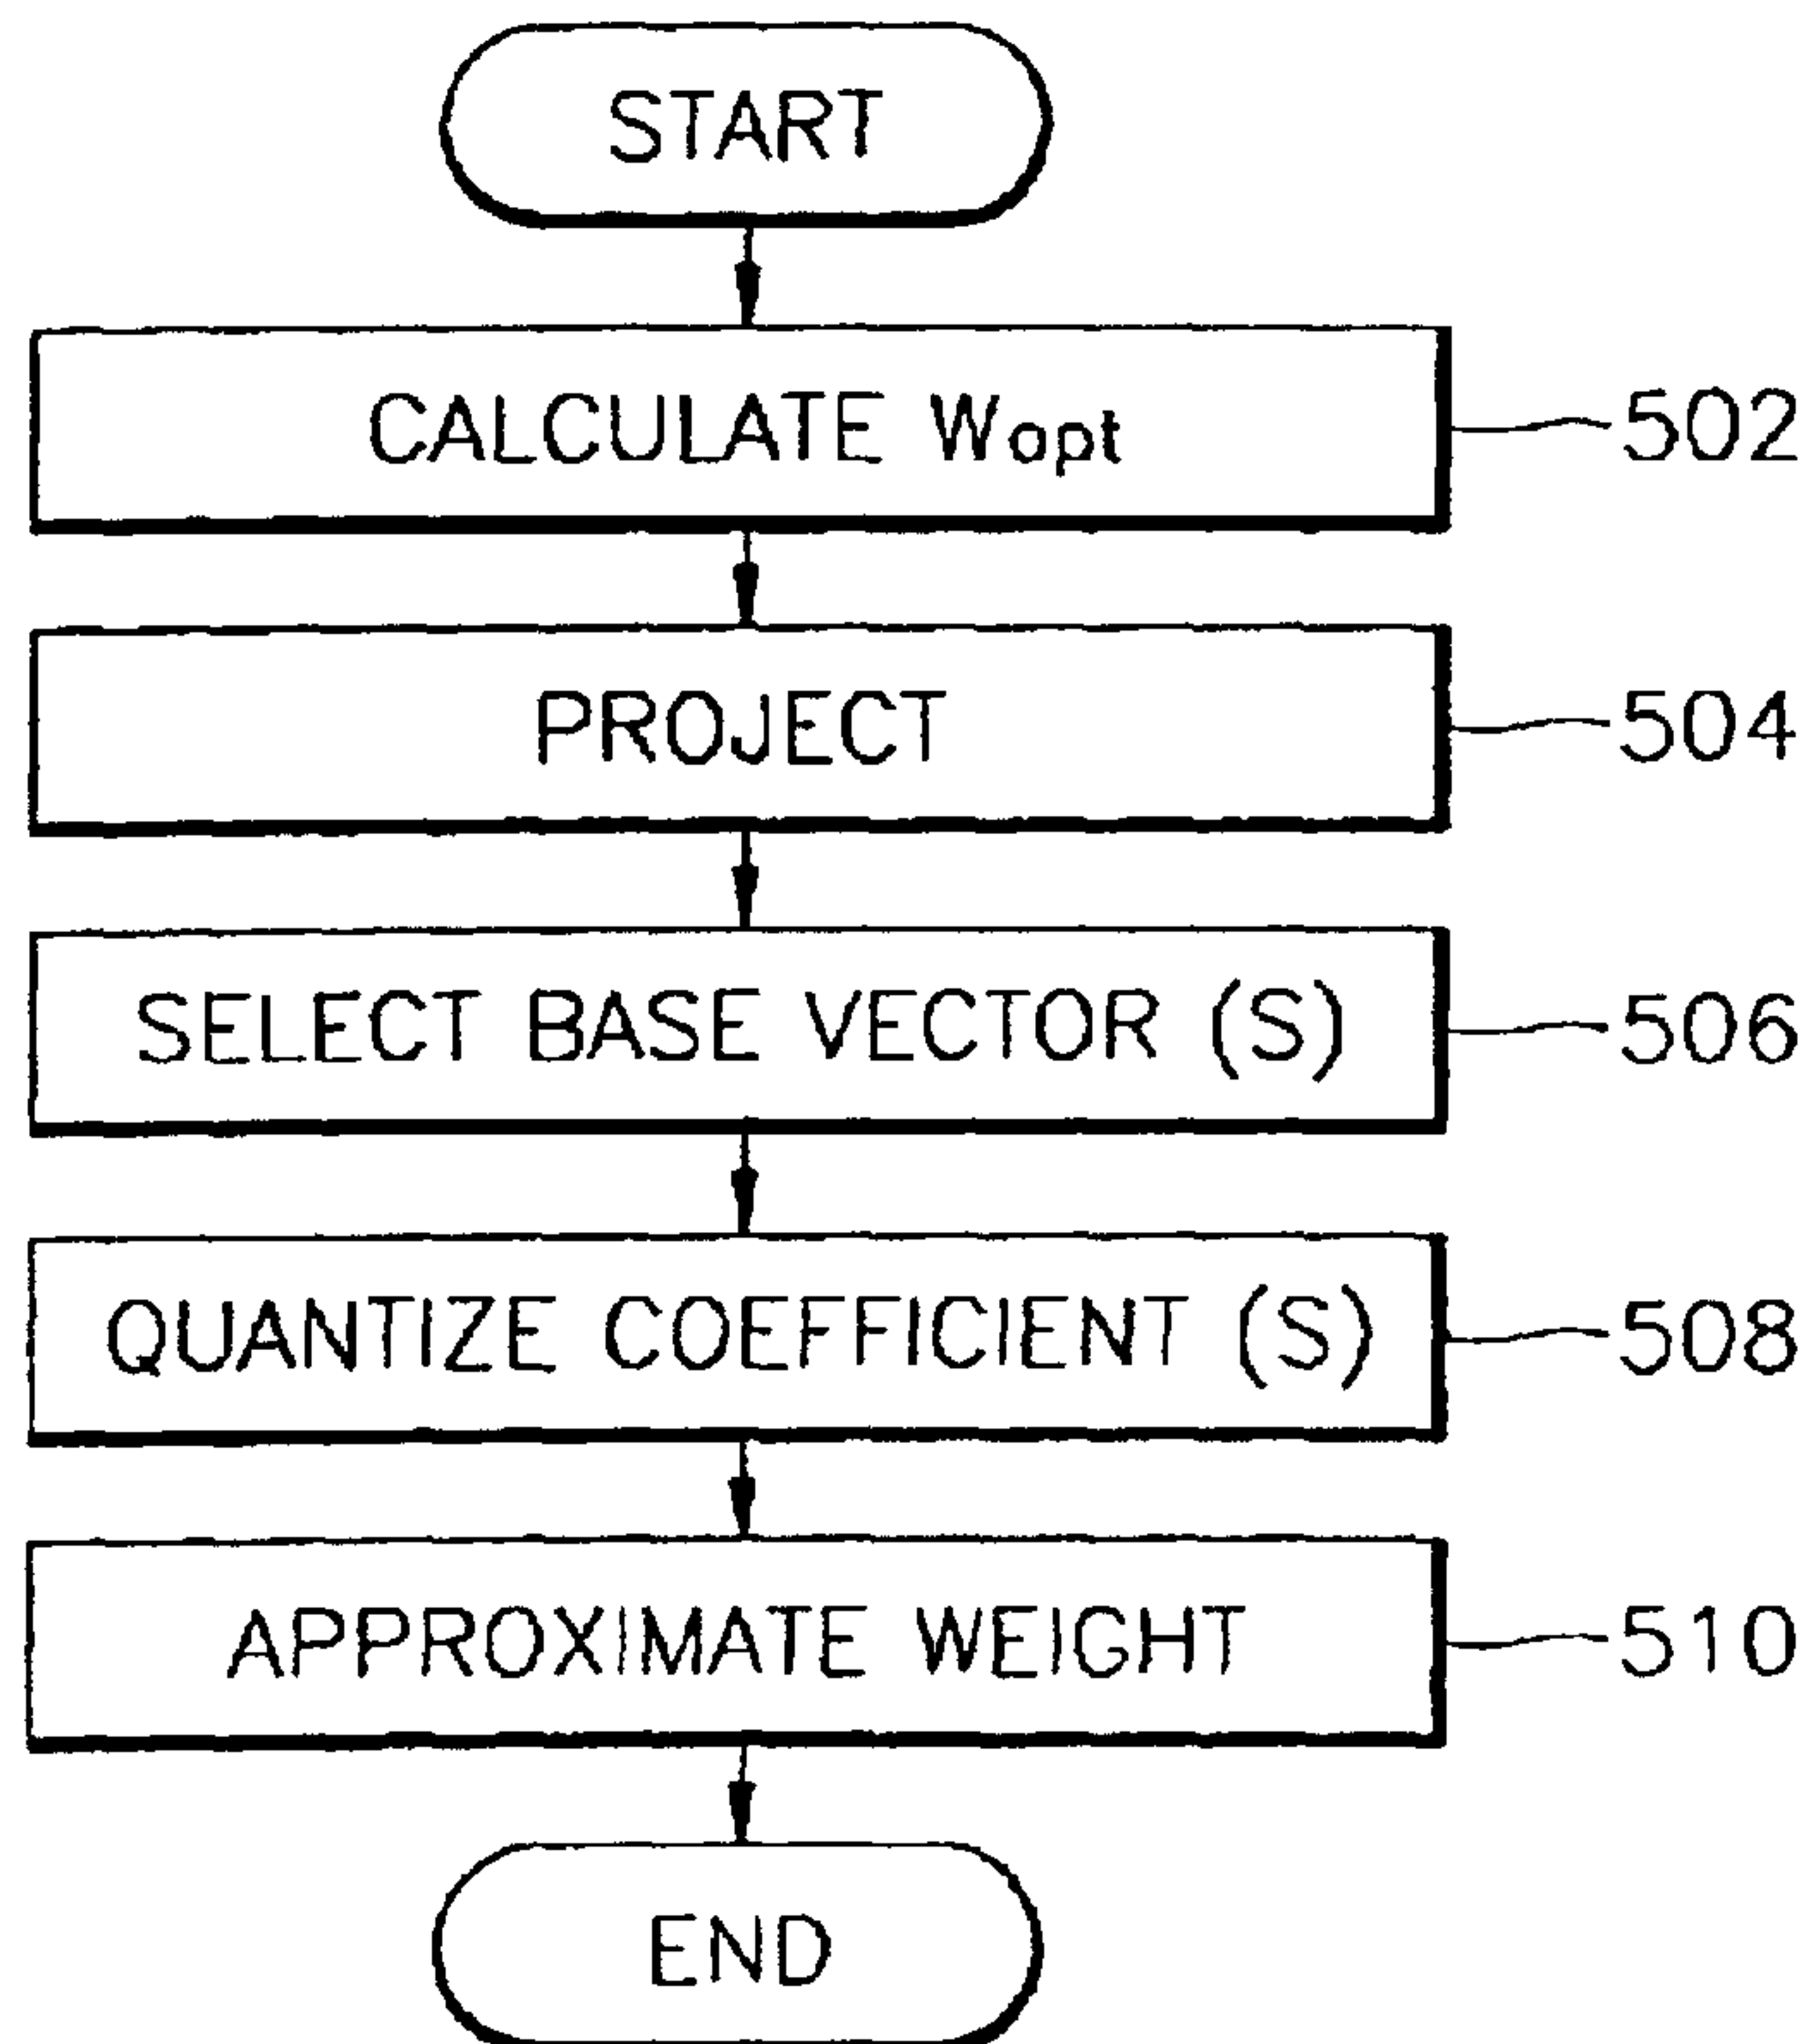 START
CALCULATE Wopt
502
PROJECT
504
SELECT BASE VECTOR (S)
506
QUANTIZE COEFFICIENT (S)
508
APPROXIMATE WEIGHT
510
END